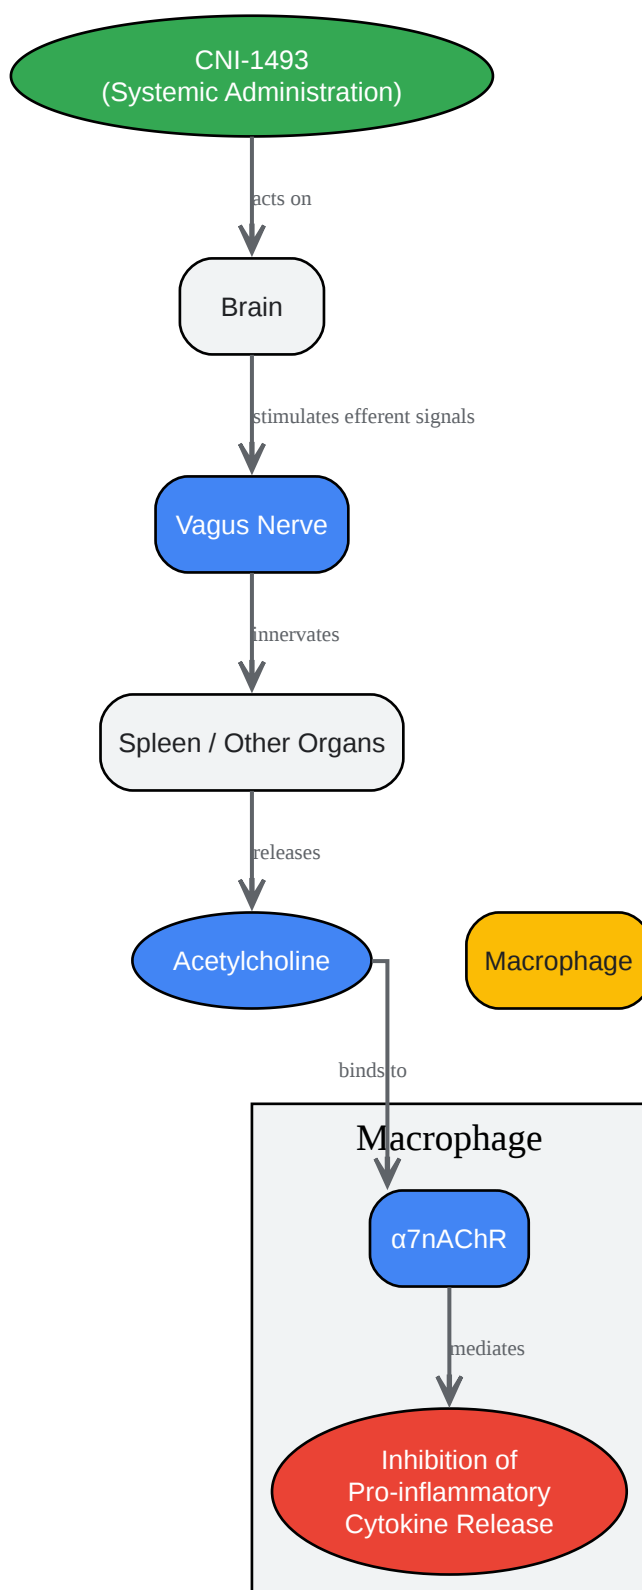 CNI-1493
(Systemic Administration)
acts on
Brain
stimulates efferent signals
Vagus Nerve
innervates
Spleen / Other Organs
releases
Acetylcholine
Macrophage
binds to
Macrophage
α7nAChR
mediates
Inhibition of
Pro-inflammatory
Cytokine Release